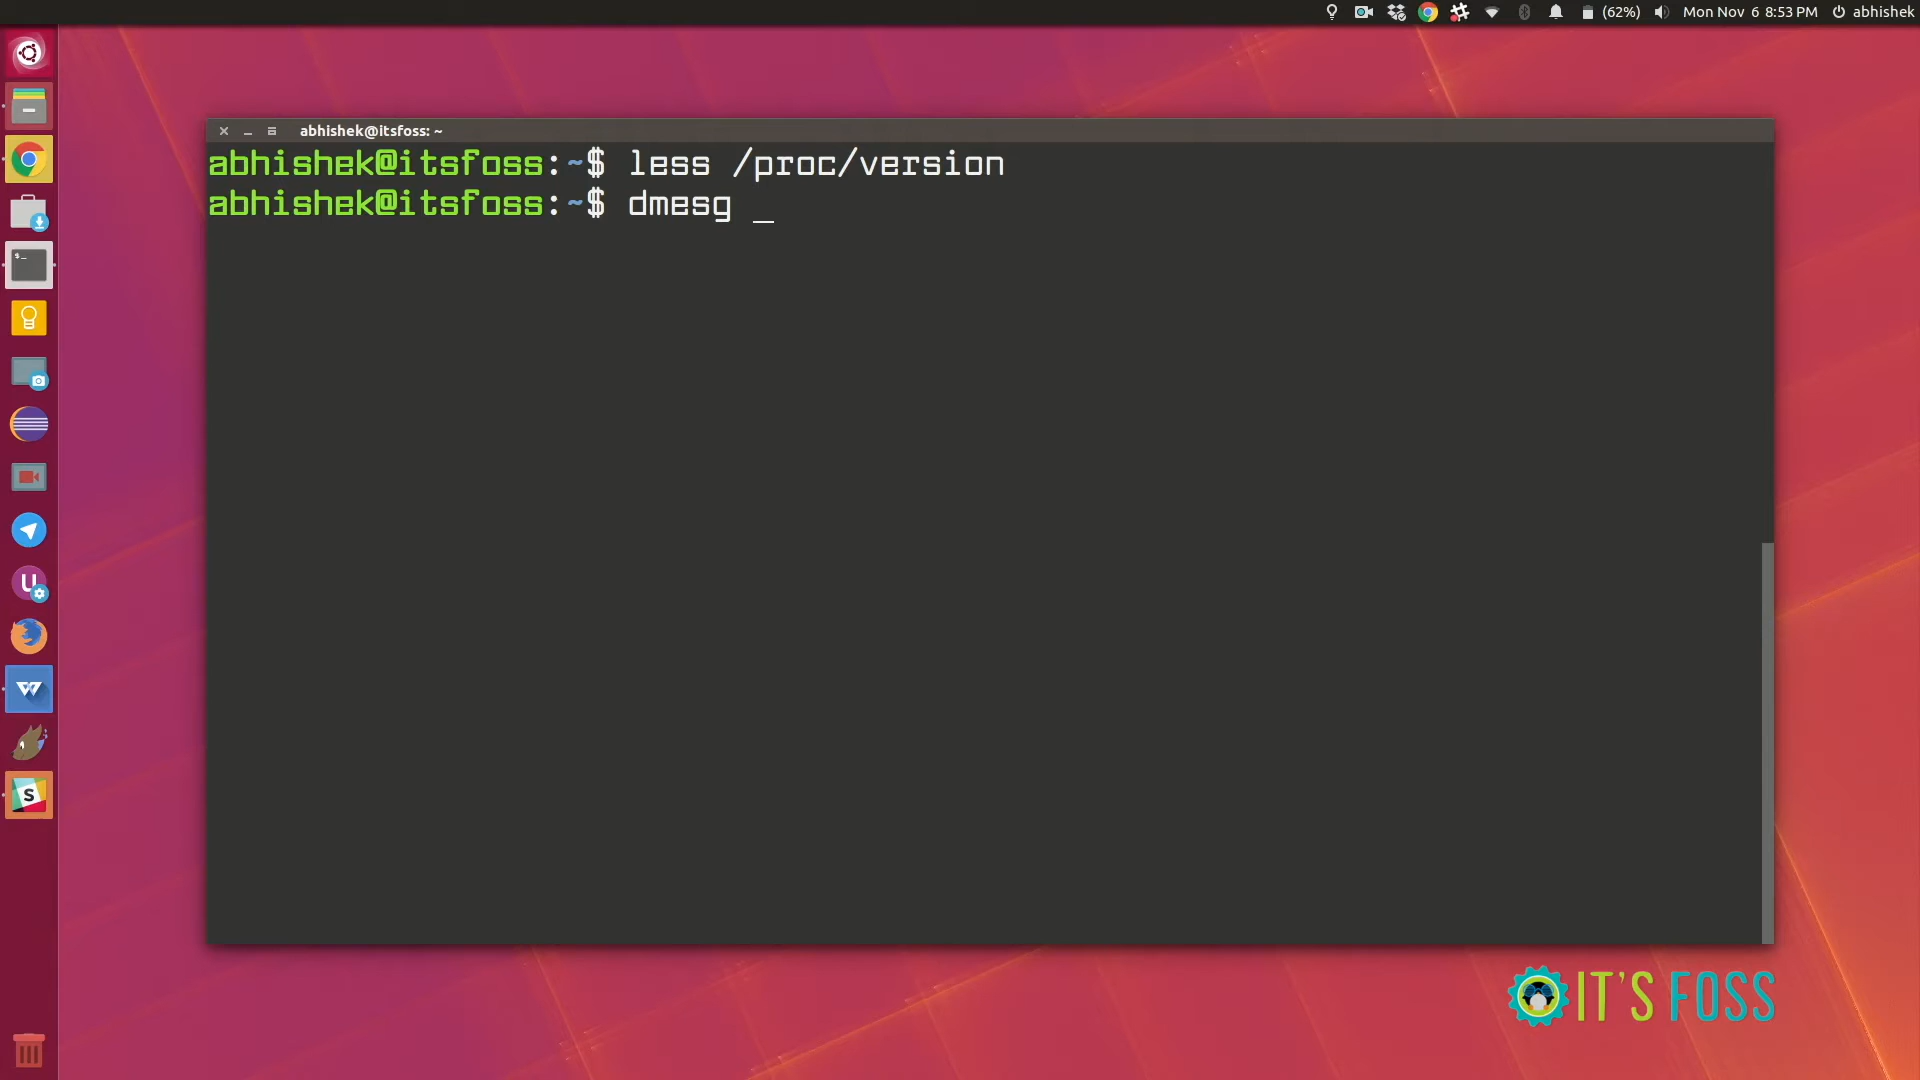 (62%) Mon Nov 6 8:53 PM abhishek
abhishek@itsfoss: ~
abhishek@itsfoss:~$ less /proc/version
abhishek@itsfoss:~$ dmesg _
IT'S FOSS